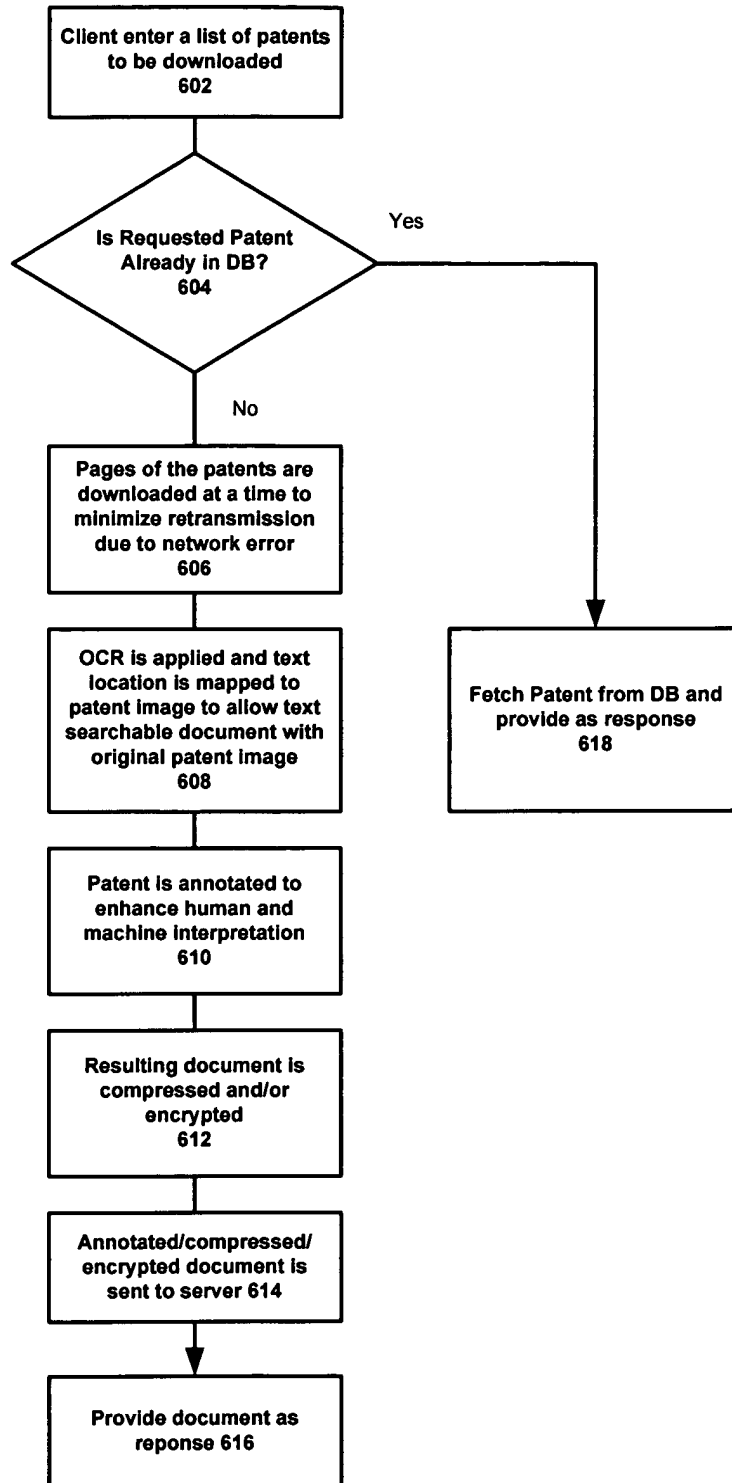 Client enter a list of patents
to be downloaded
602
Is Requested Patent
Already in DB?
604
Yes
No
Pages of the patents are
downloaded at a time to
minimize retransmission
due to network error
606
OCR is applied and text
location is mapped to
patent image to allow text
searchable document with
original patent image
608
Fetch Patent from DB and
provide as response
618
Patent is annotated to
enhance human and
machine interpretation
610
Resulting document is
compressed and/or
encrypted
612
Annotated/compressed/
encrypted document is
sent to server 614
Provide document as
reponse 616